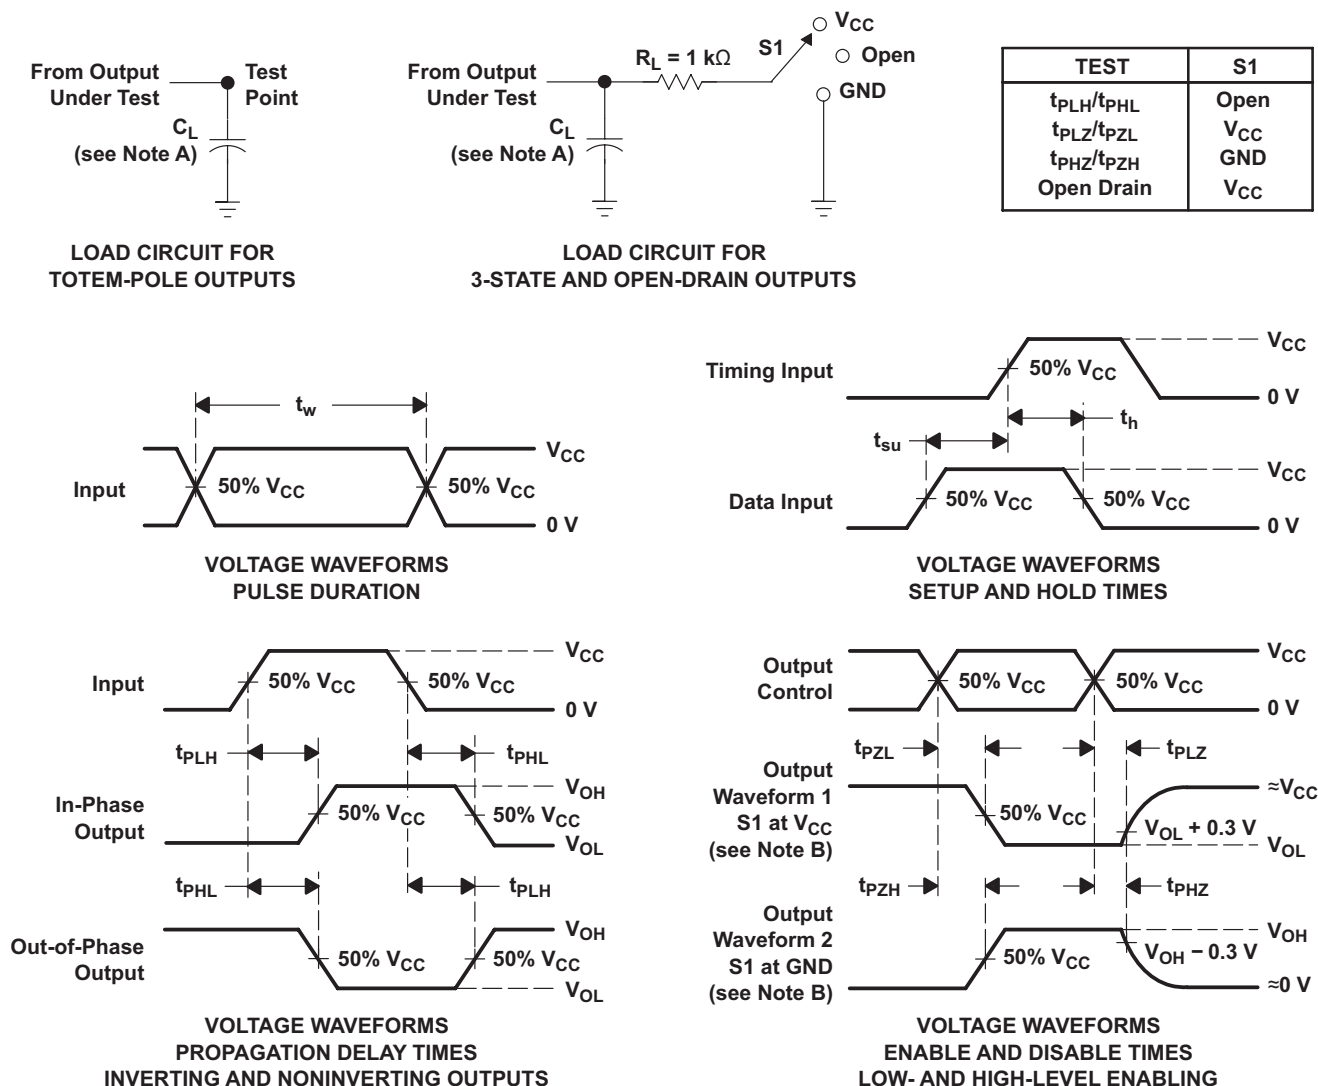 From Output
Under Test
Test
Point
C_L
(see Note A)
LOAD CIRCUIT FOR
TOTEM-POLE OUTPUTS
From Output
Under Test
R_L = 1 kΩ
S1
V_CC
Open
GND
C_L
(see Note A)
LOAD CIRCUIT FOR
3-STATE AND OPEN-DRAIN OUTPUTS
TEST S1
t_PLH/t_PHL Open
t_PLZ/t_PZL V_CC
t_PHZ/t_PZH GND
Open Drain V_CC
t_w
Input
50% V_CC
50% V_CC
V_CC
0 V
VOLTAGE WAVEFORMS
PULSE DURATION
Timing Input
50% V_CC
V_CC
0 V
t_su
t_h
Data Input
50% V_CC
50% V_CC
V_CC
0 V
VOLTAGE WAVEFORMS
SETUP AND HOLD TIMES
Input
50% V_CC
50% V_CC
V_CC
0 V
t_PLH
t_PHL
In-Phase
Output
50% V_CC
50% V_CC
V_OH
V_OL
t_PHL
t_PLH
Out-of-Phase
Output
50% V_CC
50% V_CC
V_OH
V_OL
VOLTAGE WAVEFORMS
PROPAGATION DELAY TIMES
INVERTING AND NONINVERTING OUTPUTS
Output
Control
50% V_CC
50% V_CC
V_CC
0 V
t_PZL
t_PLZ
Output
Waveform 1
S1 at V_CC
(see Note B)
50% V_CC
V_OL + 0.3 V
≈V_CC
V_OL
t_PZH
t_PHZ
Output
Waveform 2
S1 at GND
(see Note B)
50% V_CC
V_OH − 0.3 V
V_OH
≈0 V
VOLTAGE WAVEFORMS
ENABLE AND DISABLE TIMES
LOW- AND HIGH-LEVEL ENABLING